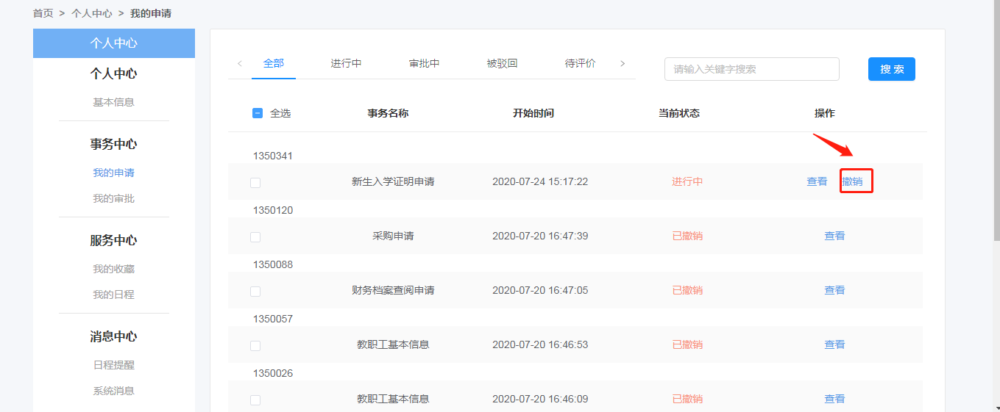 首页 > 个人中心 > 我的申请
个人中心
个人中心
基本信息
事务中心
我的申请
我的审批
服务中心
我的收藏
我的日程
消息中心
日程提醒
系统消息
< 全部 进行中 审批中 被驳回 待评价 >
请输入关键字搜索
搜 索
全选 事务名称 开始时间 当前状态 操作
1350341
新生入学证明申请 2020-07-24 15:17:22 进行中 查看 撤销
1350120
采购申请 2020-07-20 16:47:39 已撤销 查看
1350088
财务档案查阅申请 2020-07-20 16:47:05 已撤销 查看
1350057
教职工基本信息 2020-07-20 16:46:53 已撤销 查看
1350026
教职工基本信息 2020-07-20 16:46:09 已撤销 查看